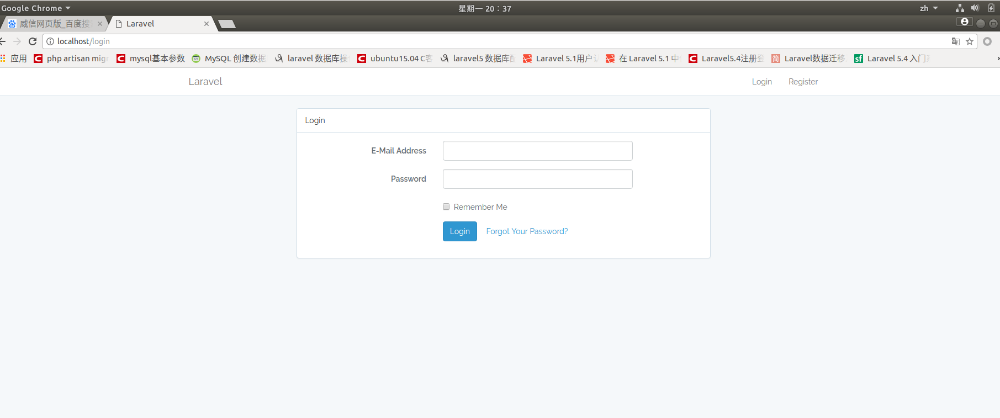 Google Chrome 星期一 20：37 zh
威信网页版_百度搜 Laravel
localhost/login
应用 php artisan migr mysql基本参数 MySQL 创建数据 laravel 数据库操 ubuntu15.04 C客 laravel5 数据库配 Laravel 5.1用户认 在 Laravel 5.1 中 Laravel5.4注册登 简 Laravel数据迁移 sf Laravel 5.4 入门
Laravel Login Register
Login
E-Mail Address
Password
Remember Me
Login Forgot Your Password?